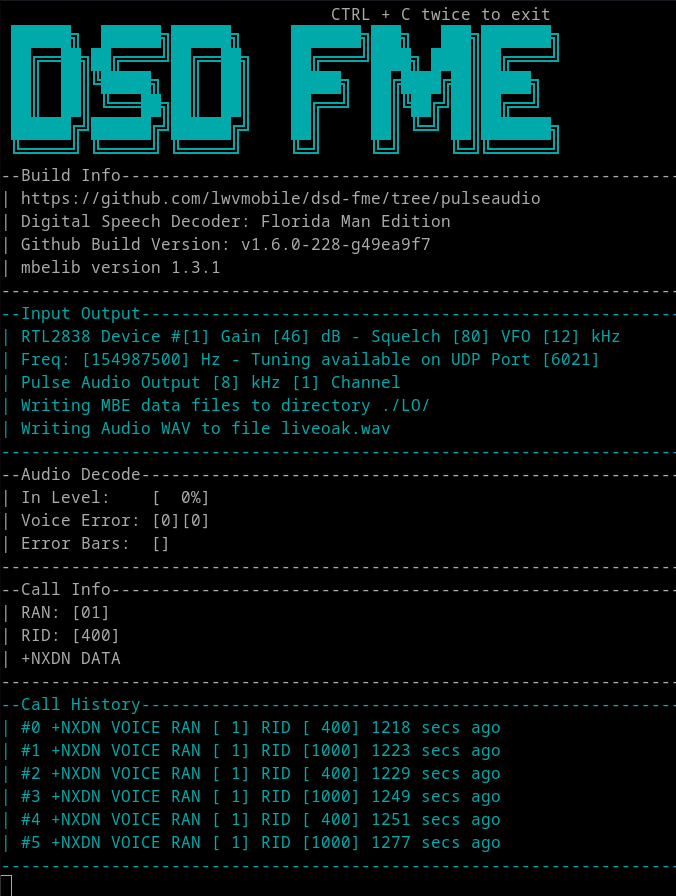 CTRL + C twice to exit
DSD FME
--Build Info--------------------------------------------------------
| https://github.com/lwvmobile/dsd-fme/tree/pulseaudio
| Digital Speech Decoder: Florida Man Edition
| Github Build Version: v1.6.0-228-g49ea9f7
| mbelib version 1.3.1
--------------------------------------------------------------------
--Input Output------------------------------------------------------
| RTL2838 Device #[1] Gain [46] dB - Squelch [80] VFO [12] kHz
| Freq: [154987500] Hz - Tuning available on UDP Port [6021]
| Pulse Audio Output [8] kHz [1] Channel
| Writing MBE data files to directory ./LO/
| Writing Audio WAV to file liveoak.wav
--------------------------------------------------------------------
--Audio Decode------------------------------------------------------
| In Level:    [  0%]
| Voice Error: [0][0]
| Error Bars:  []
--------------------------------------------------------------------
--Call Info---------------------------------------------------------
| RAN: [01]
| RID: [400]
| +NXDN DATA
--------------------------------------------------------------------
--Call History------------------------------------------------------
| #0 +NXDN VOICE RAN [ 1] RID [ 400] 1218 secs ago
| #1 +NXDN VOICE RAN [ 1] RID [1000] 1223 secs ago
| #2 +NXDN VOICE RAN [ 1] RID [ 400] 1229 secs ago
| #3 +NXDN VOICE RAN [ 1] RID [1000] 1249 secs ago
| #4 +NXDN VOICE RAN [ 1] RID [ 400] 1251 secs ago
| #5 +NXDN VOICE RAN [ 1] RID [1000] 1277 secs ago
--------------------------------------------------------------------